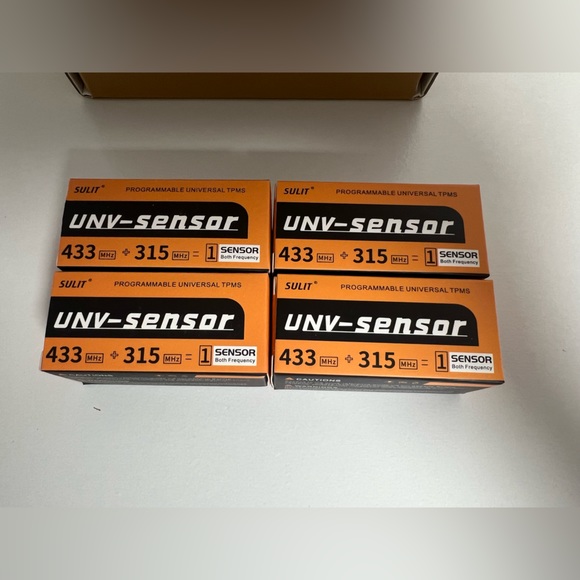 SULIT® PROGRAMMABLE UNIVERSAL TPMS
UNV-sensor
433 MHz + 315 MHz = 1 SENSOR Both Frequency
SULIT® PROGRAMMABLE UNIVERSAL TPMS
UNV-sensor
433 MHz + 315 MHz = 1 SENSOR Both Frequency
SULIT® PROGRAMMABLE UNIVERSAL TPMS
UNV-sensor
433 MHz + 315 MHz = 1 SENSOR Both Frequency
SULIT® PROGRAMMABLE UNIVERSAL TPMS
UNV-sensor
433 MHz + 315 MHz = 1 SENSOR Both Frequency
CAUTIONS